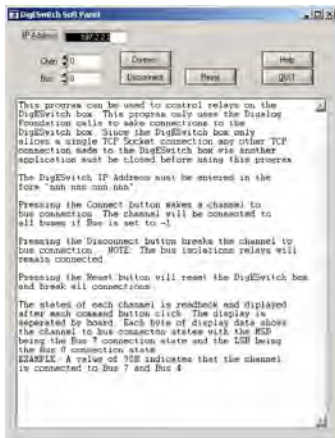 DigESwitch Soft Panel
IP Address
Chan 0 Connect Help
Bus 0 Disconnect Reset QUIT
This program can be used to control relays on the
DigESwitch box. This program only uses the Dialog
Foundation calls to make connections to the
DigESwitch box. Since the DigESwitch box only
allows a single TCP Socket connection any other TCP
connection made to the DigESwitch box via another
application must be closed before using this program
The DigESwitch IP Address must be entered in the
form 'nnn.nnn.nnn.nnn'
Pressing the Connect button makes a channel to
bus connection. The channel will be connected to
all buses if Bus is set to -1
Pressing the Disconnect button breaks the channel to
bus connection. NOTE: The bus isolations relays will
remain connected
Pressing the Reset button will reset the DigESwitch box
and break all connections
The states of each channel is readback and diplayed
after each command button click. The display is
seperated by board. Each byte of display data shows
the channel to bus connecton states with the MSB
being the Bus 7 connection state and the LSB being
the Bus 0 connection state
EXAMPLE: A value of 90H indicates that the channel
is connected to Bus 7 and Bus 4